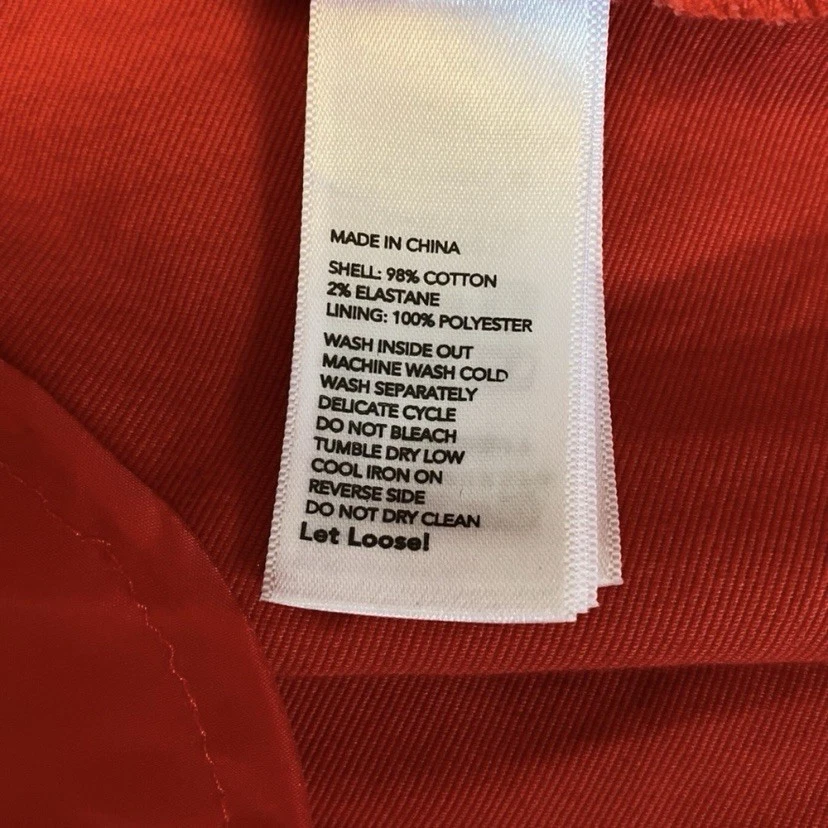 MADE IN CHINA
SHELL: 98% COTTON
2% ELASTANE
LINING: 100% POLYESTER
WASH INSIDE OUT
MACHINE WASH COLD
WASH SEPARATELY
DELICATE CYCLE
DO NOT BLEACH
TUMBLE DRY LOW
COOL IRON ON
REVERSE SIDE
DO NOT DRY CLEAN
Let Loose!